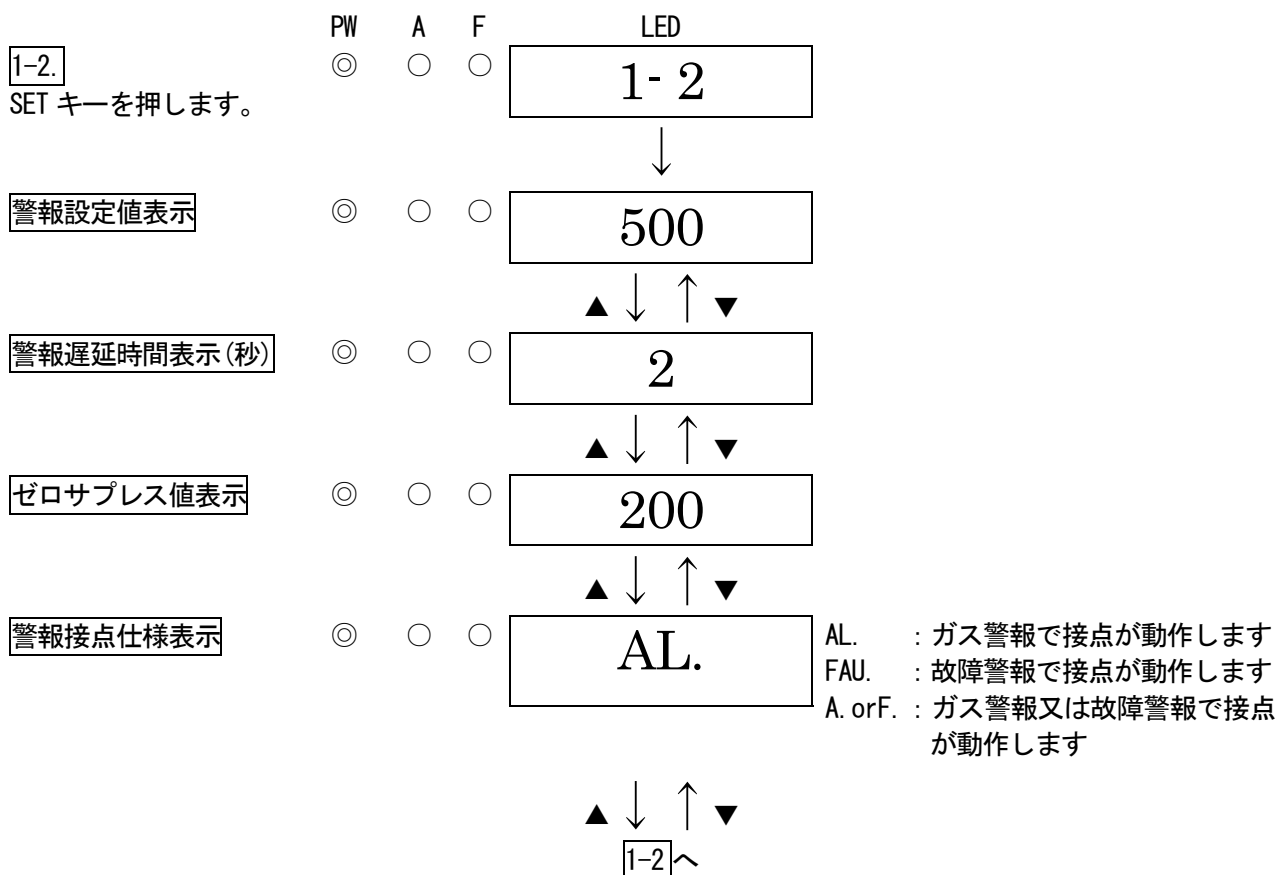 PW A F LED
1-2. ◎ ○ ○ 1- 2
SET キーを押します。
↓
警報設定値表示 ◎ ○ ○ 500
▲ ↓ ↑ ▼
警報遅延時間表示(秒) ◎ ○ ○ 2
▲ ↓ ↑ ▼
ゼロサプレス値表示 ◎ ○ ○ 200
▲ ↓ ↑ ▼
警報接点仕様表示 ◎ ○ ○ AL. AL. :ガス警報で接点が動作します
FAU. :故障警報で接点が動作します
A.orF. :ガス警報又は故障警報で接点
が動作します
▲ ↓ ↑ ▼
1-2 へ